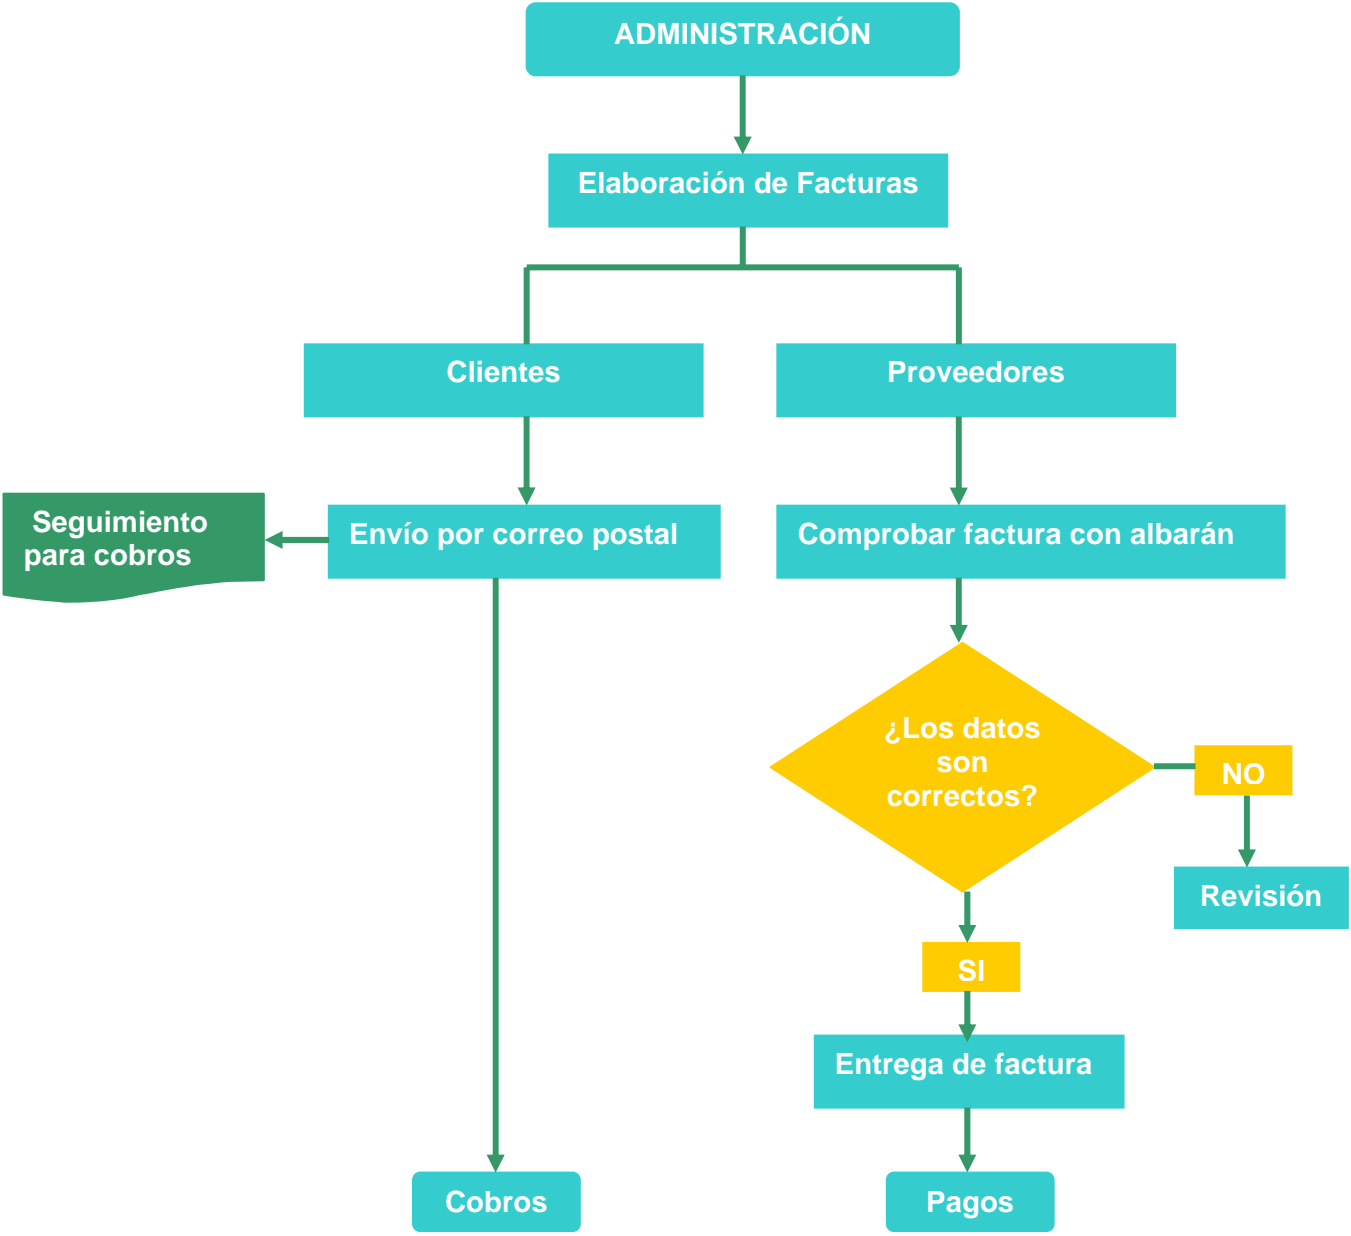 ADMINISTRACIÓN
Elaboración de Facturas
Clientes
Proveedores
Seguimiento
para cobros
Envío por correo postal
Comprobar factura con albarán
¿Los datos
son
correctos?
NO
Revisión
SI
Entrega de factura
Cobros
Pagos